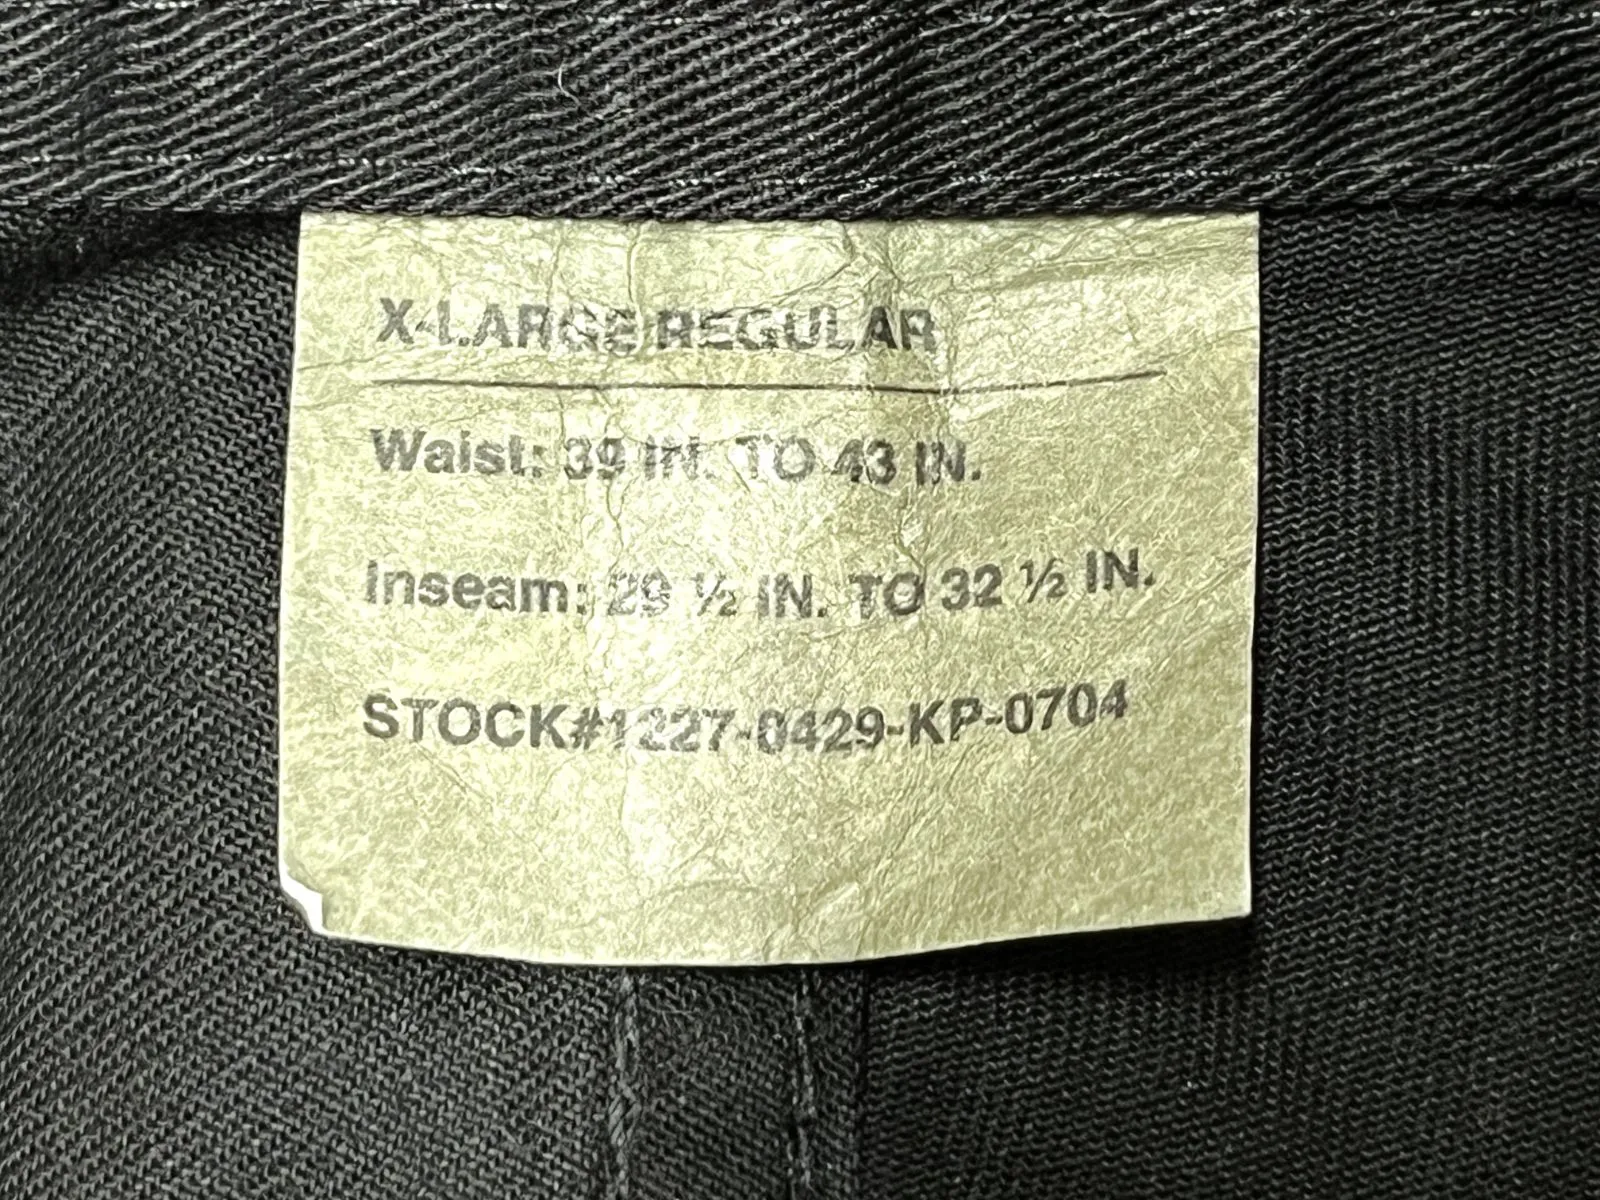 X-LARGE REGULAR
Waist: 39 IN. TO 43 IN.
Inseam: 29 ½ IN. TO 32 ½ IN.
STOCK#1227-0429-KP-0704